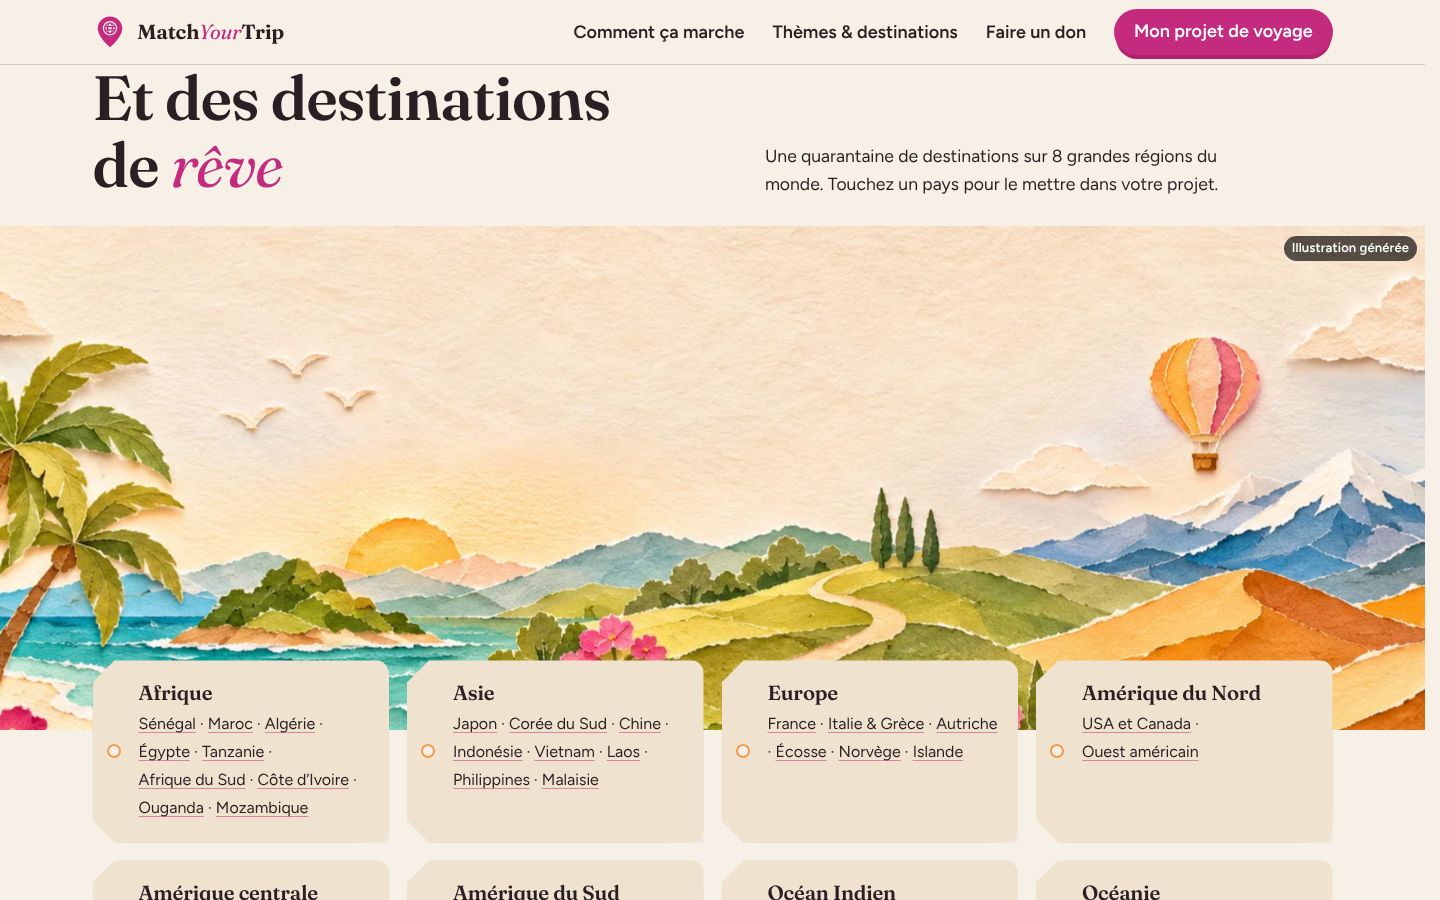 MatchYourTrip
Comment ça marche
Thèmes & destinations
Faire un don
Mon projet de voyage
Et des destinations
de rêve
Une quarantaine de destinations sur 8 grandes régions du
monde. Touchez un pays pour le mettre dans votre projet.
Illustration générée
Afrique
Sénégal · Maroc · Algérie ·
Égypte · Tanzanie ·
Afrique du Sud · Côte d’Ivoire ·
Ouganda · Mozambique
Asie
Japon · Corée du Sud · Chine ·
Indonésie · Vietnam · Laos ·
Philippines · Malaisie
Europe
France · Italie & Grèce · Autriche
· Écosse · Norvège · Islande
Amérique du Nord
USA et Canada ·
Ouest américain
Amérique centrale
Amérique du Sud
Océan Indien
Océanie